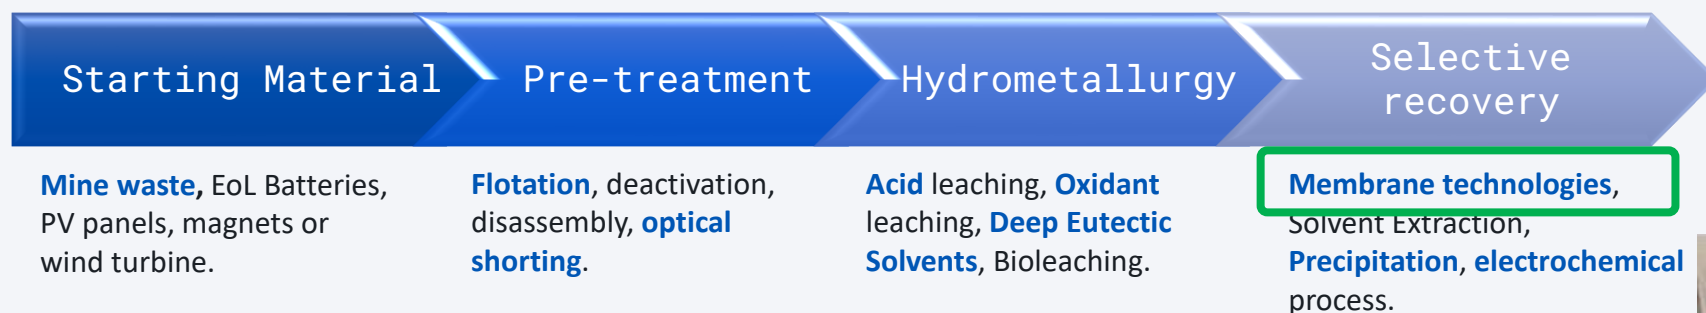 Starting Material
Pre-treatment
Hydrometallurgy
Selective
recovery
Mine waste, EoL Batteries,
PV panels, magnets or
wind turbine.
Flotation, deactivation,
disassembly, optical
shorting.
Acid leaching, Oxidant
leaching, Deep Eutectic
Solvents, Bioleaching.
Membrane technologies,
Solvent Extraction,
Precipitation, electrochemical
process.